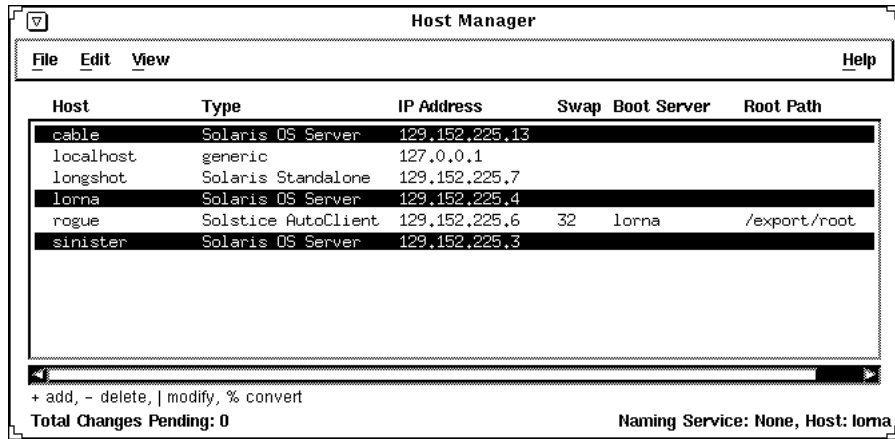 Host Manager
File Edit View Help
Host Type IP Address Swap Boot Server Root Path
cable Solaris OS Server 129.152.225.13
localhost generic 127.0.0.1
longshot Solaris Standalone 129.152.225.7
lorna Solaris OS Server 129.152.225.4
rogue Solstice AutoClient 129.152.225.6 32 lorna /export/root
sinister Solaris OS Server 129.152.225.3
+ add, – delete, | modify, % convert
Total Changes Pending: 0 Naming Service: None, Host: lorna